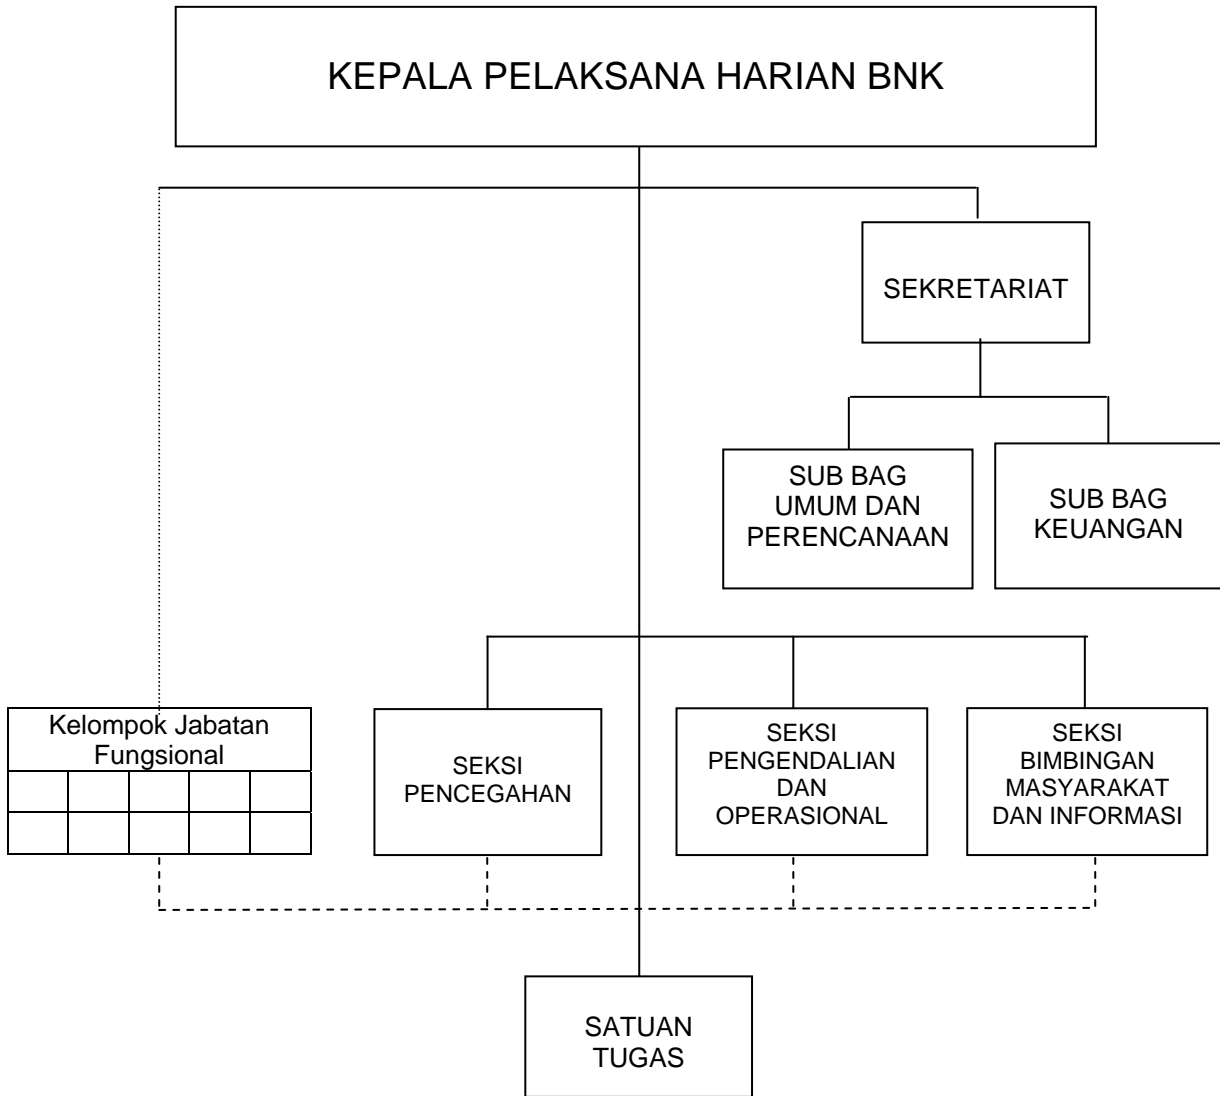 KEPALA PELAKSANA HARIAN BNK
SEKRETARIAT
SUB BAG
UMUM DAN
PERENCANAAN
SUB BAG
KEUANGAN
Kelompok Jabatan
Fungsional
SEKSI
PENCEGAHAN
SEKSI
PENGENDALIAN
DAN
OPERASIONAL
SEKSI
BIMBINGAN
MASYARAKAT
DAN INFORMASI
SATUAN
TUGAS